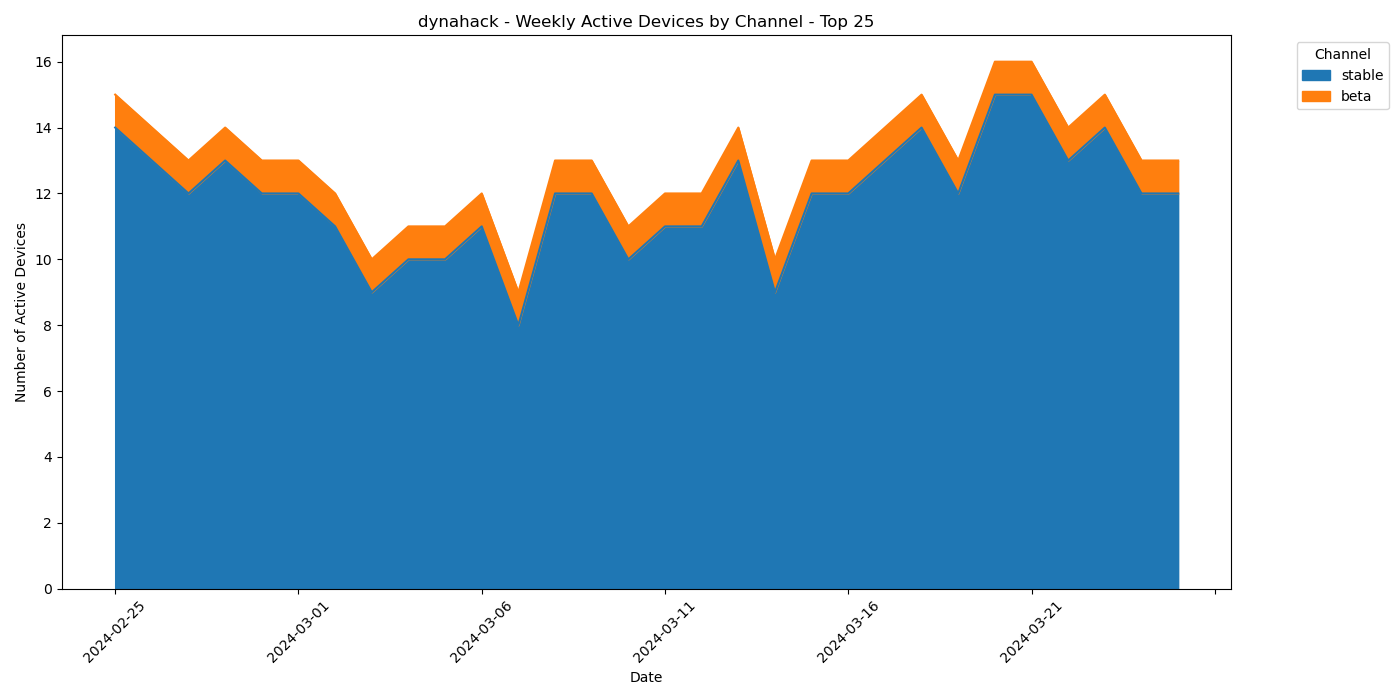 dynahack - Weekly Active Devices by Channel - Top 25
Channel
stable
beta
Number of Active Devices
16
14
12
10
8
6
4
2
0
2024-02-25
2024-03-01
2024-03-06
2024-03-11
2024-03-16
2024-03-21
Date